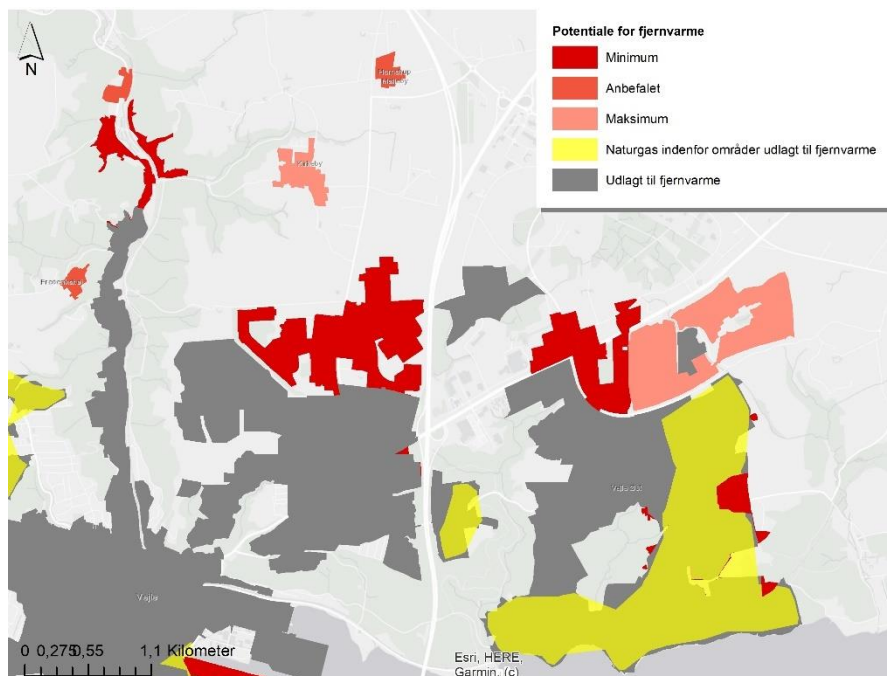 N
Potentiale for fjernvarme
Minimum
Anbefalet
Maksimum
Naturgas indenfor områder udlagt til fjernvarme
Udlagt til fjernvarme
Vejle
0 0,275 0,55 1,1 Kilometer
Esri, HERE,
Garmin, (c)